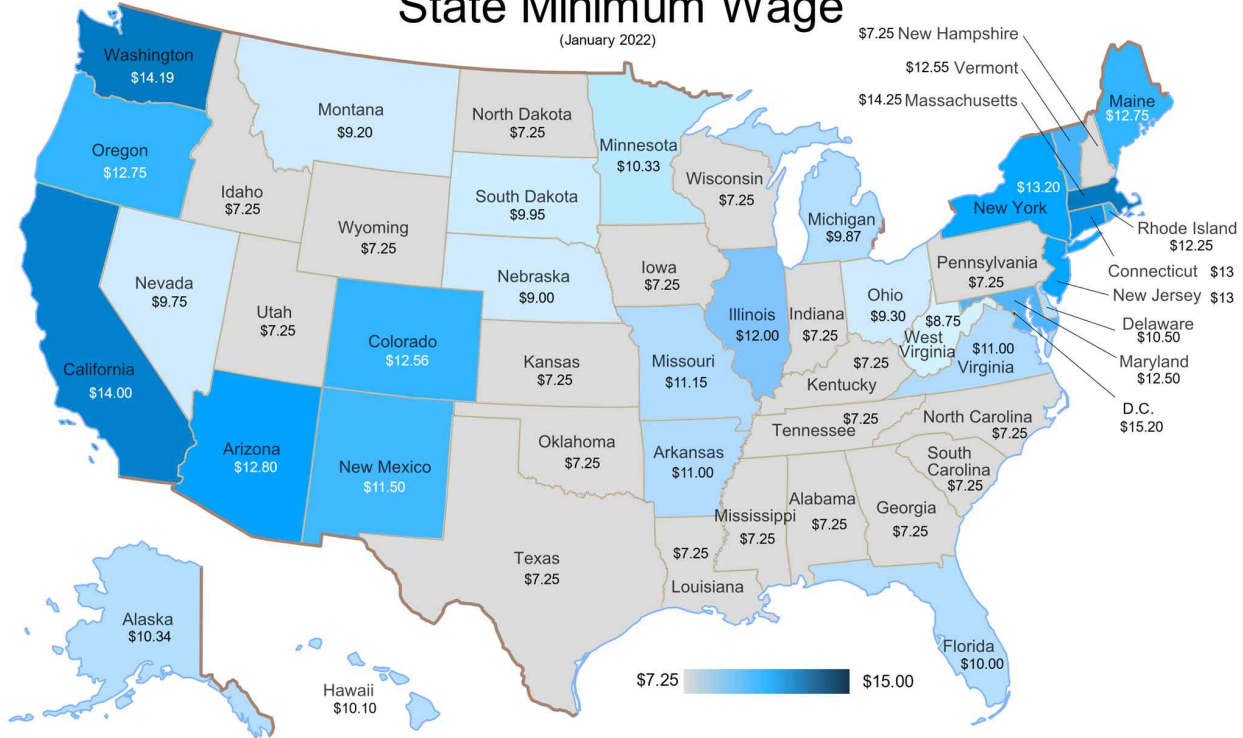 State Minimum Wage
(January 2022)
$7.25 New Hampshire
$12.55 Vermont
$14.25 Massachusetts
Washington
$14.19
Montana
$9.20
North Dakota
$7.25
Minnesota
$10.33
Maine
$12.75
Oregon
$12.75
Idaho
$7.25
Wyoming
$7.25
South Dakota
$9.95
Wisconsin
$7.25
Michigan
$9.87
$13.20
New York
Rhode Island
$12.25
Connecticut $13
New Jersey $13
Delaware
$10.50
Maryland
$12.50
D.C.
$15.20
Nevada
$9.75
Utah
$7.25
Nebraska
$9.00
Iowa
$7.25
Illinois
$12.00
Indiana
$7.25
Ohio
$9.30
Pennsylvania
$7.25
$8.75
West
Virginia
$11.00
Virginia
California
$14.00
Colorado
$12.56
Kansas
$7.25
Missouri
$11.15
$7.25
Kentucky
Arizona
$12.80
New Mexico
$11.50
Oklahoma
$7.25
Arkansas
$11.00
$7.25
Tennessee
North Carolina
$7.25
South
Carolina
$7.25
Texas
$7.25
$7.25
Louisiana
Mississippi
$7.25
Alabama
$7.25
Georgia
$7.25
Florida
$10.00
Alaska
$10.34
Hawaii
$10.10
$7.25 $15.00